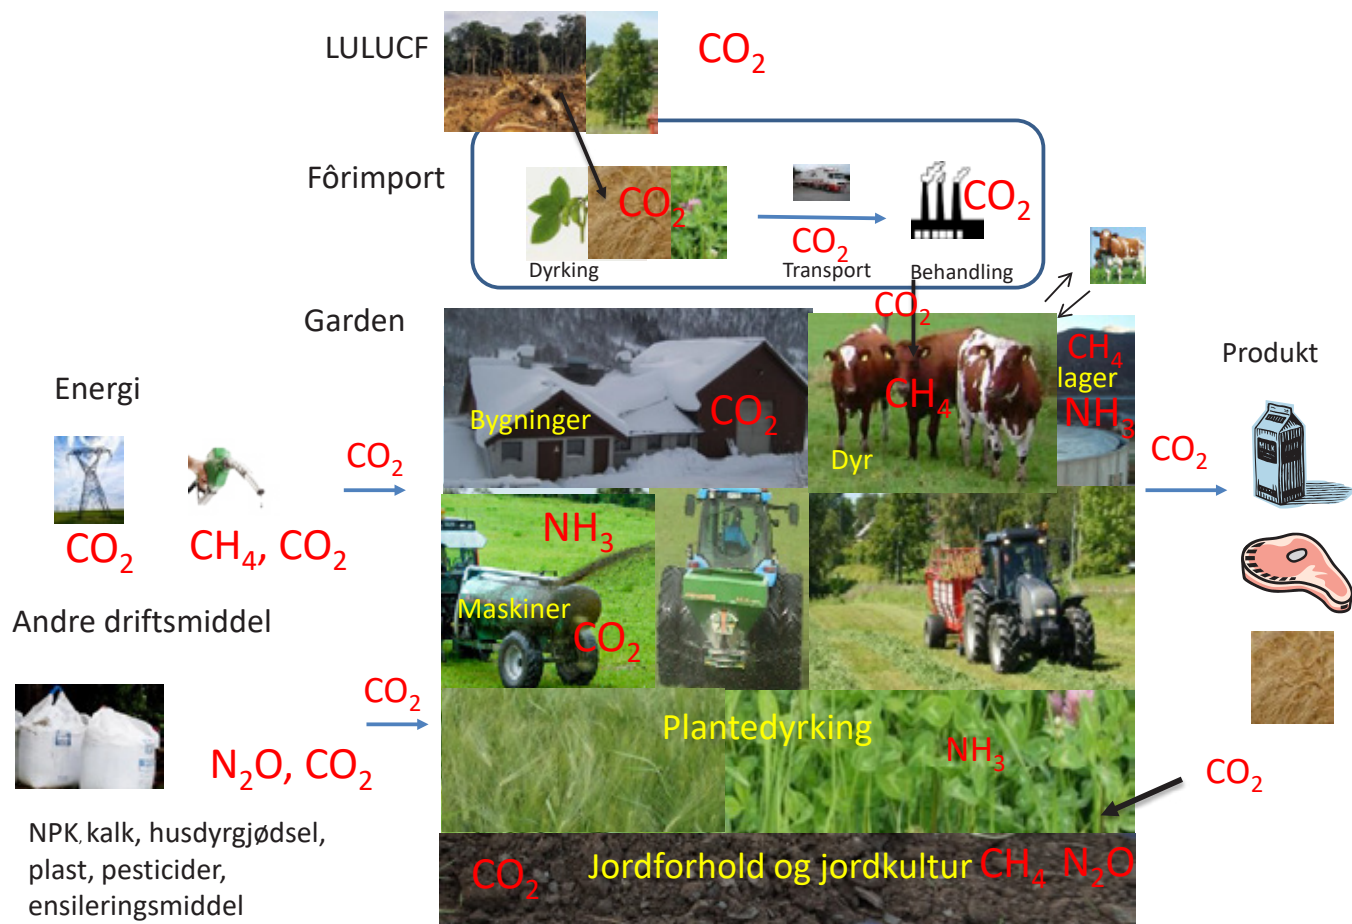 LULUCF
CO₂
Fôrimport
CO₂
CO₂
CO₂
Dyrking
Transport
Behandling
CO₂
Garden
Produkt
Energi
Bygninger
CO₂
CH₄
Dyr
CH₄
lager
NH₃
CO₂
CO₂
MILK
CO₂
CH₄, CO₂
NH₃
Maskiner
CO₂
Andre driftsmiddel
CO₂
N₂O, CO₂
Plantedyrking
NH₃
CO₂
NPK, kalk, husdyrgjødsel,
plast, pesticider,
ensileringsmiddel
CO₂
Jordforhold og jordkultur
CH₄
N₂O